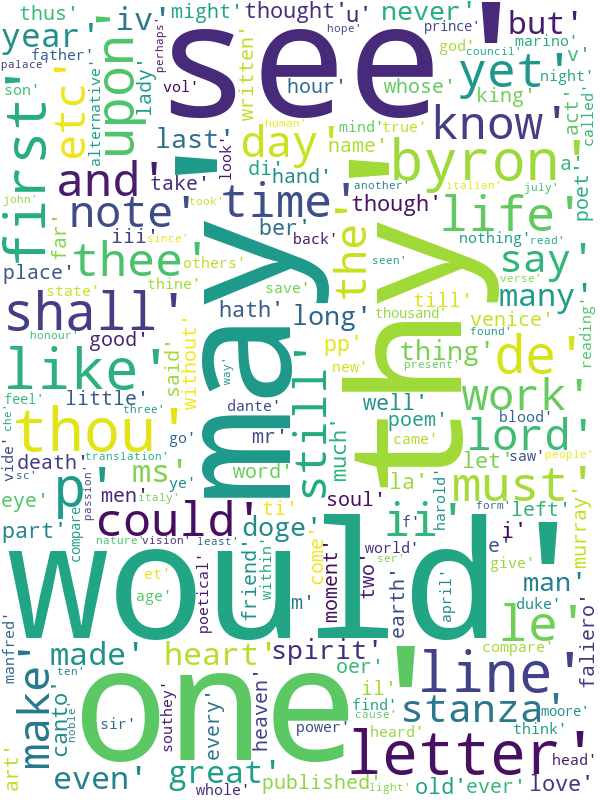 thus' iv' might' thought' u' never' prince' but'
year' father' upon' see' god' council' marino' v'
palace' vol' perhaps' hour' whose' yet' night'
son' etc' alternative' lady' written' king' act' called'
first' last' day' know' poet'
and' look' di' hand' name' mind' true' human' hope' byron' a'
john' take' another' italian' july'
far' note' time' though' life'
iii' since' took' ber' back' the' nothing' read'
place' thee' others' seen' say'
state' thine' hath' save' till' many' verse'
shall' long' thousand' venice' reading'
honour' good' without' may' thy' found'
like' said' way' pp' thing' de'
feel' little' new' present'
che' three' dante' still' well' work' blood'
thou' go' mr' much' poem' came' lord' saw' people'
vide' death' translation' word' la' let'
sc' ms' ye' must'
eye' p' passion' men' italy' soul' harold' form' left'
part' compare' could' ti' doge' f' ii' i' murray'
nature' vision' least' come' world' e'
would' et' friend' within' moment' two' ser' give' man'
age' poetical' m' earth' april' duke' le'
manfred' made' heart' spirit' line' compare' faliero'
ten' oer' il' find'
make' canto' noble' one' cause' stanza' moore'
sir' southey' every' heaven' power' heard' think'
art' great' letter' head'
even' whole' published' light' old' ever' love'